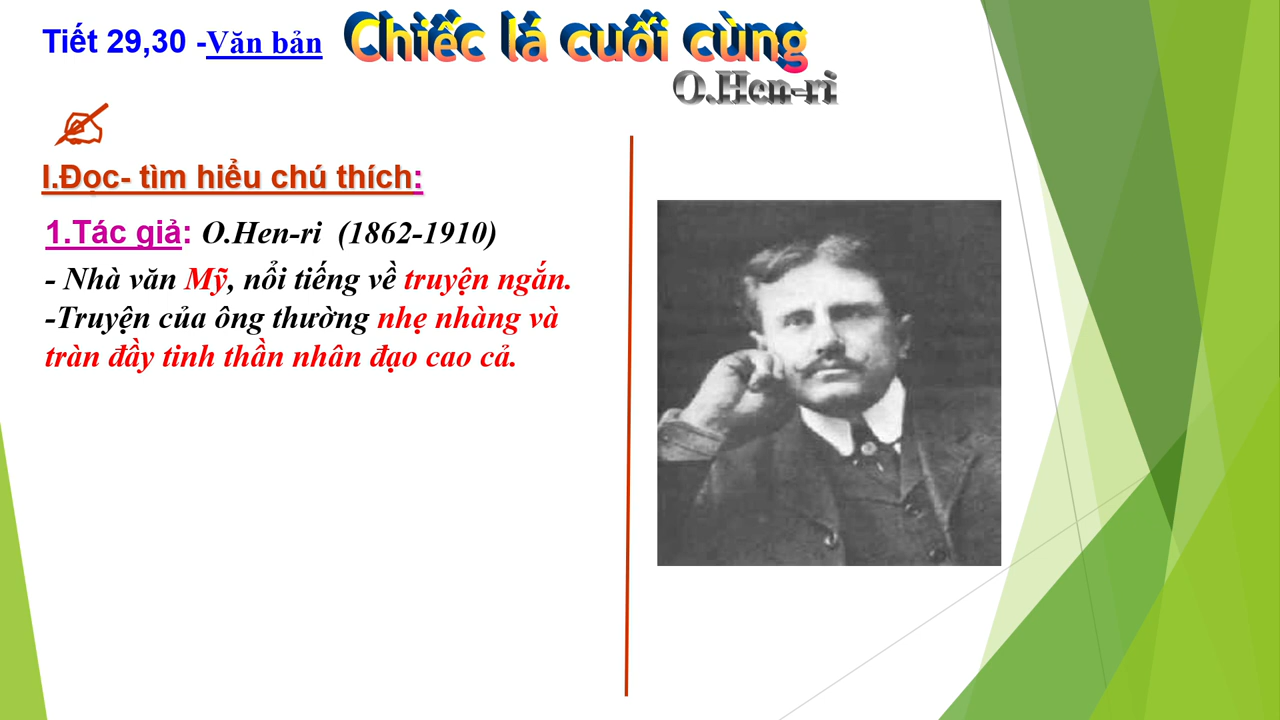 Tiết 29,30 -Văn bản Chiếc lá cuối cùng
O.Hen-ri
I.Đọc- tìm hiểu chú thích:
1.Tác giả: O.Hen-ri (1862-1910)
- Nhà văn Mỹ, nổi tiếng về truyện ngắn.
-Truyện của ông thường nhẹ nhàng và
tràn đầy tinh thần nhân đạo cao cả.